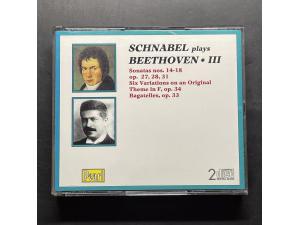 SCHNABEL plays
BEETHOVEN • III
Sonatas nos. 14-18
op. 27, 28, 31
Six Variations on an Original
Theme in F, op. 34
Bagatelles, op. 33
Pearl
2